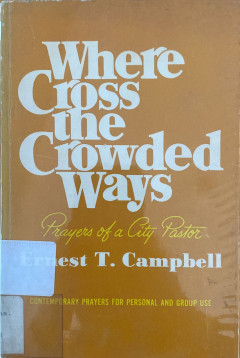 Where
Cross
the
Crowded
Ways
Prayers of a City Pastor
Ernest T. Campbell
CONTEMPORARY PRAYERS FOR PERSONAL AND GROUP USE